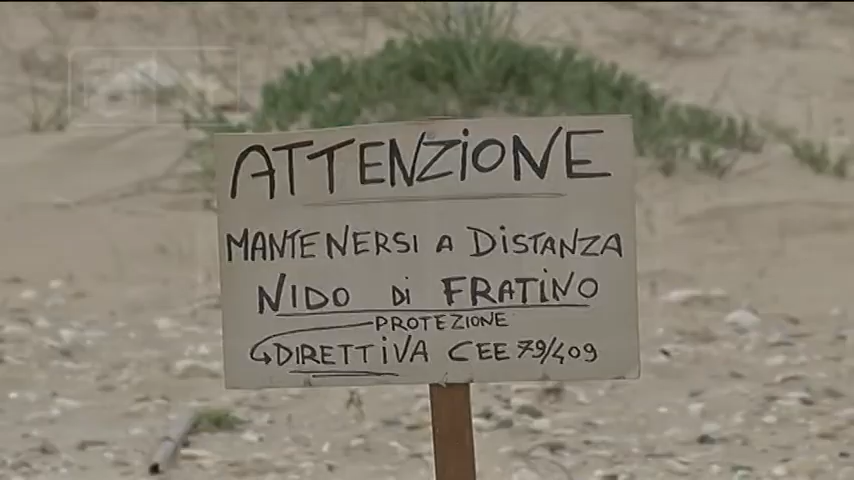 ATTENZIONE
MANTENERSI A DISTANZA
NIDO DI FRATINO
PROTEZIONE
DIRETTIVA CEE 79/409